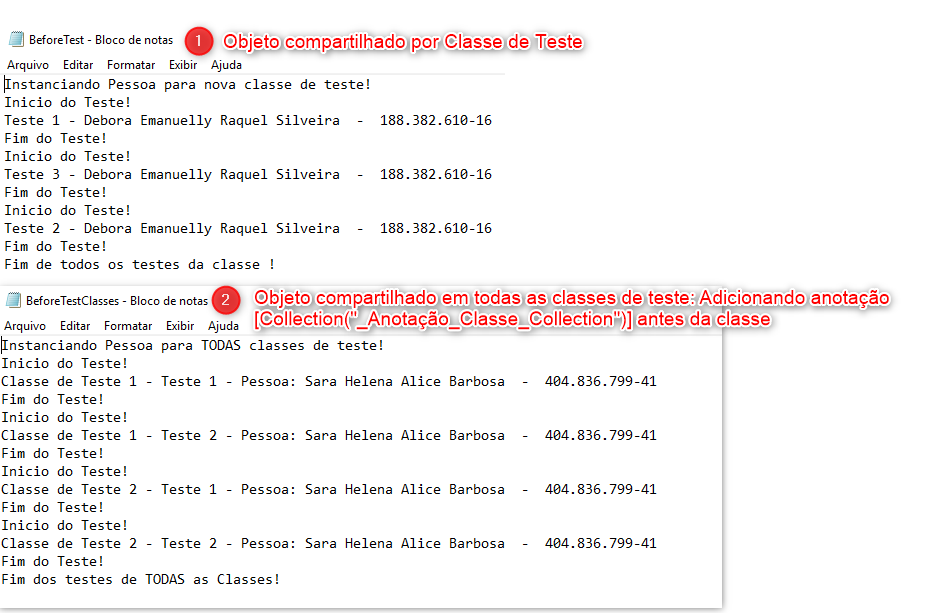 BeforeTest - Bloco de notas
1 Objeto compartilhado por Classe de Teste
Arquivo Editar Formatar Exibir Ajuda
Instanciando Pessoa para nova classe de teste!
Inicio do Teste!
Teste 1 - Debora Emanuelly Raquel Silveira - 188.382.610-16
Fim do Teste!
Inicio do Teste!
Teste 3 - Debora Emanuelly Raquel Silveira - 188.382.610-16
Fim do Teste!
Inicio do Teste!
Teste 2 - Debora Emanuelly Raquel Silveira - 188.382.610-16
Fim do Teste!
Fim de todos os testes da classe !
BeforeTestClasses - Bloco de notas
2 Objeto compartilhado em todas as classes de teste: Adicionando anotação
[Collection("_Anotação_Classe_Collection")] antes da classe
Arquivo Editar Formatar Exibir Ajuda
Instanciando Pessoa para TODAS classes de teste!
Inicio do Teste!
Classe de Teste 1 - Teste 1 - Pessoa: Sara Helena Alice Barbosa - 404.836.799-41
Fim do Teste!
Inicio do Teste!
Classe de Teste 1 - Teste 2 - Pessoa: Sara Helena Alice Barbosa - 404.836.799-41
Fim do Teste!
Inicio do Teste!
Classe de Teste 2 - Teste 1 - Pessoa: Sara Helena Alice Barbosa - 404.836.799-41
Fim do Teste!
Inicio do Teste!
Classe de Teste 2 - Teste 2 - Pessoa: Sara Helena Alice Barbosa - 404.836.799-41
Fim do Teste!
Fim dos testes de TODAS as Classes!